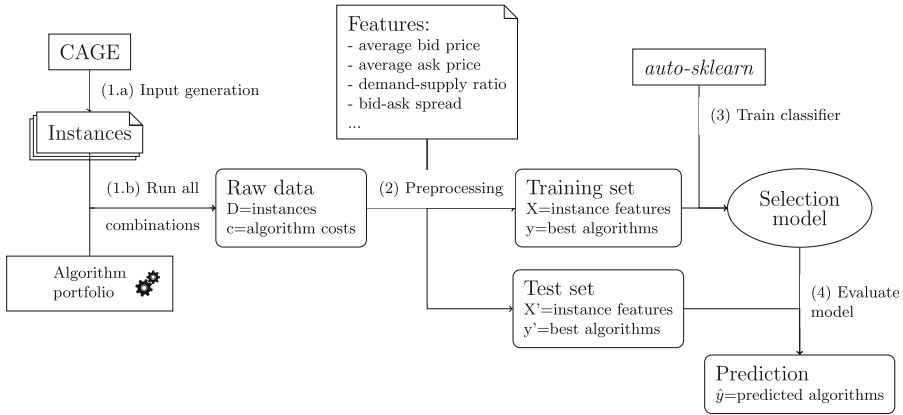 CAGE
(1.a) Input generation
Instances
(1.b) Run all
combinations
Algorithm
portfolio
Raw data
D=instances
c=algorithm costs
Features:
- average bid price
- average ask price
- demand-supply ratio
- bid-ask spread
...
(2) Preprocessing
Training set
X=instance features
y=best algorithms
Test set
X'=instance features
y'=best algorithms
auto-sklearn
(3) Train classifier
Selection
model
(4) Evaluate
model
Prediction
ŷ=predicted algorithms